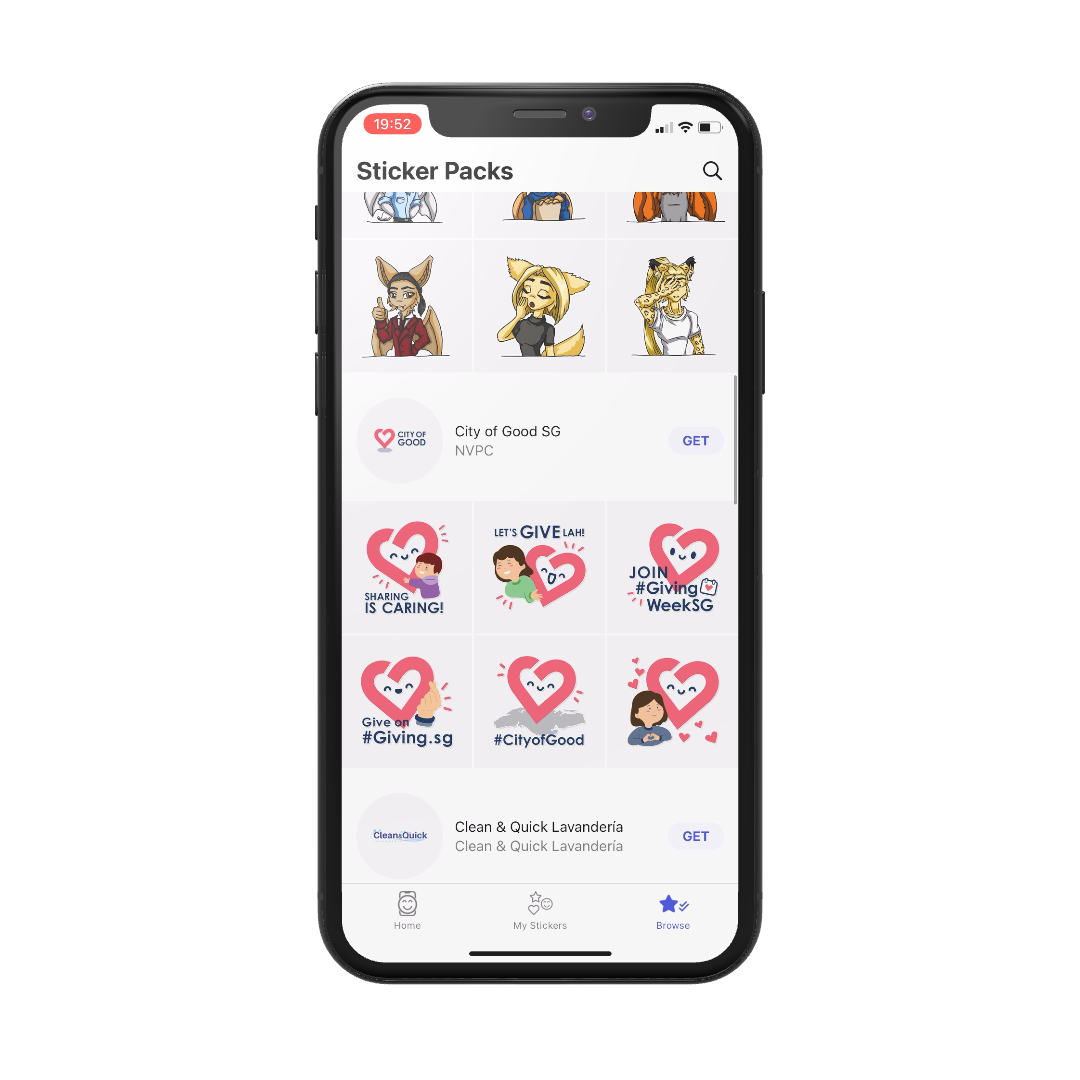 19:52
Sticker Packs
CITY OF
GOOD
City of Good SG
NVPC
GET
SHARING
IS CARING!
LET'S GIVE LAH!
JOIN
#Giving
WeekSG
Give on
#Giving.sg
#CityofGood
Clean&Quick
Clean & Quick Lavandería
Clean & Quick Lavandería
GET
Home
My Stickers
Browse